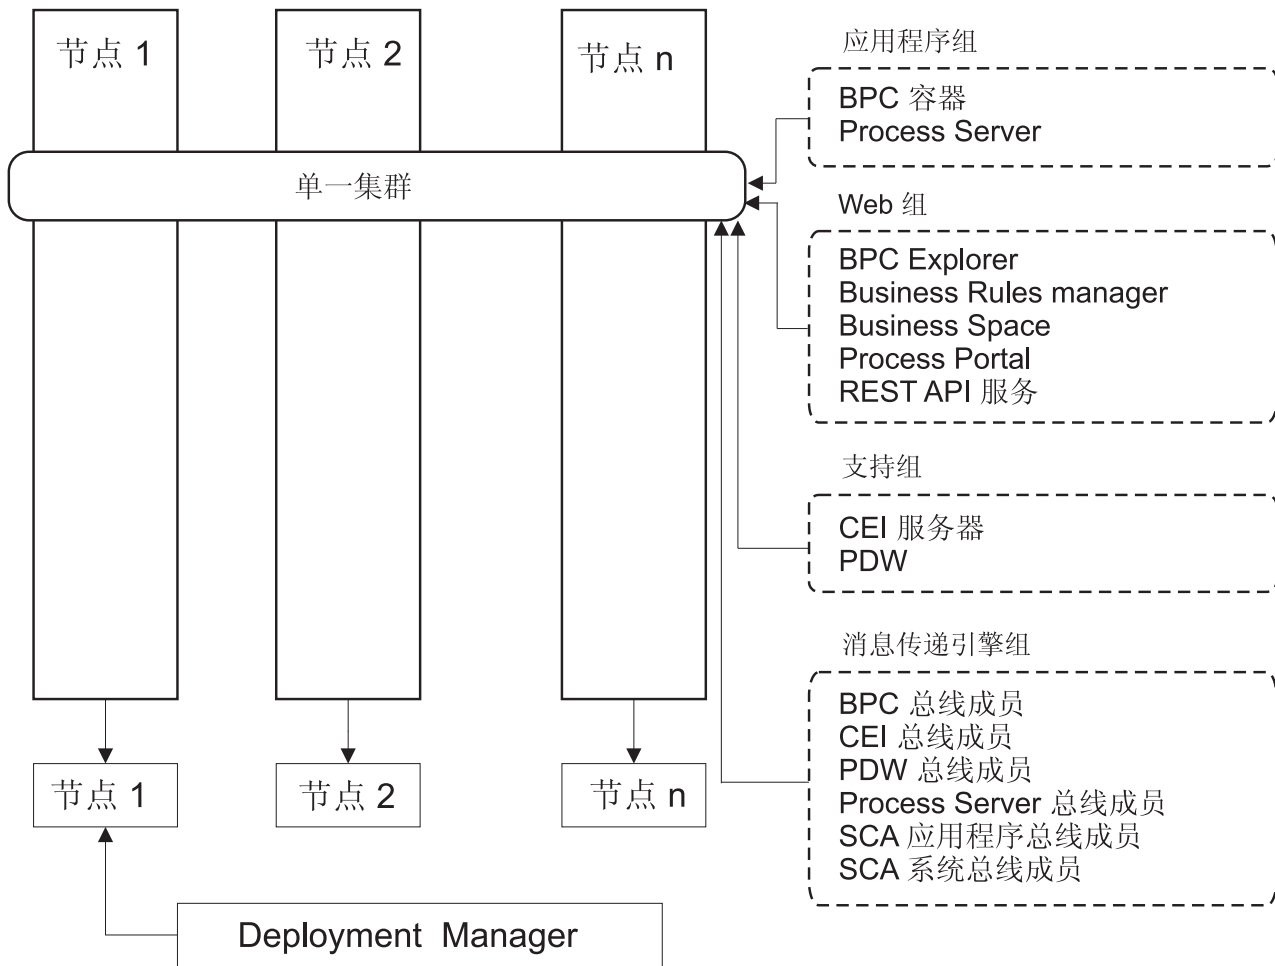 节点 1
节点 2
节点 n
单一集群
应用程序组
BPC 容器
Process Server
Web 组
BPC Explorer
Business Rules manager
Business Space
Process Portal
REST API 服务
支持组
CEI 服务器
PDW
消息传递引擎组
BPC 总线成员
CEI 总线成员
PDW 总线成员
Process Server 总线成员
SCA 应用程序总线成员
SCA 系统总线成员
节点 1
节点 2
节点 n
Deployment Manager